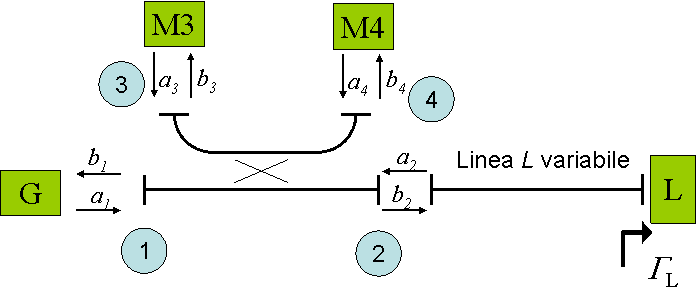 M3 M4
3 a3 b3 a4 b4 4
b1 a2 Linea L variabile
G a1 b2 L
1 2 ΓL